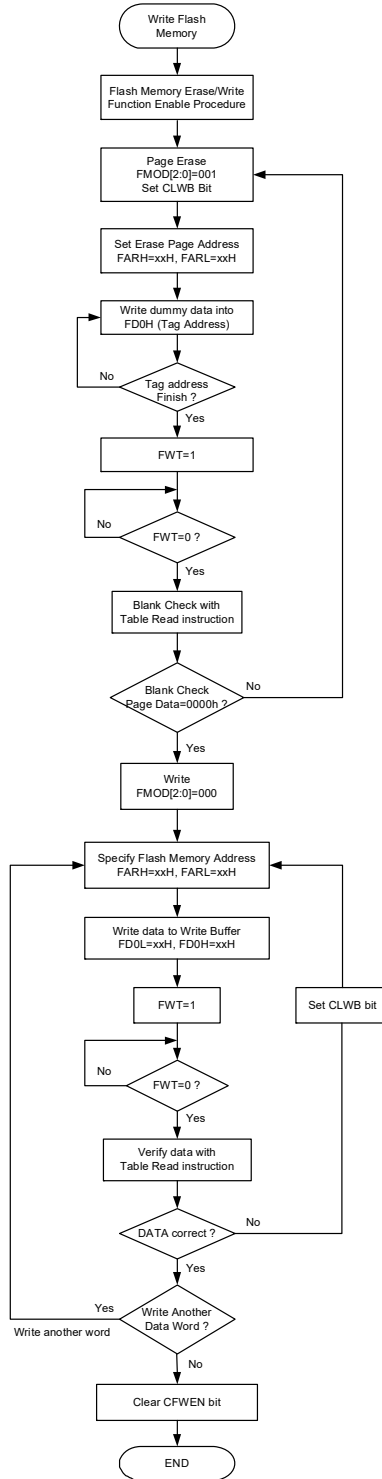 Write Flash
Memory
Flash Memory Erase/Write
Function Enable Procedure
Page Erase
FMOD[2:0]=001
Set CLWB Bit
Set Erase Page Address
FARH=xxH, FARL=xxH
Write dummy data into
FD0H (Tag Address)
No
Tag address
Finish ?
Yes
FWT=1
No
FWT=0 ?
Yes
Blank Check with
Table Read instruction
Blank Check
Page Data=0000h ?
No
Yes
Write
FMOD[2:0]=000
Specify Flash Memory Address
FARH=xxH, FARL=xxH
Write data to Write Buffer
FD0L=xxH, FD0H=xxH
FWT=1
Set CLWB bit
No
FWT=0 ?
Yes
Verify data with
Table Read instruction
DATA correct ?
No
Yes
Yes
Write another word
Write Another
Data Word ?
No
Clear CFWEN bit
END